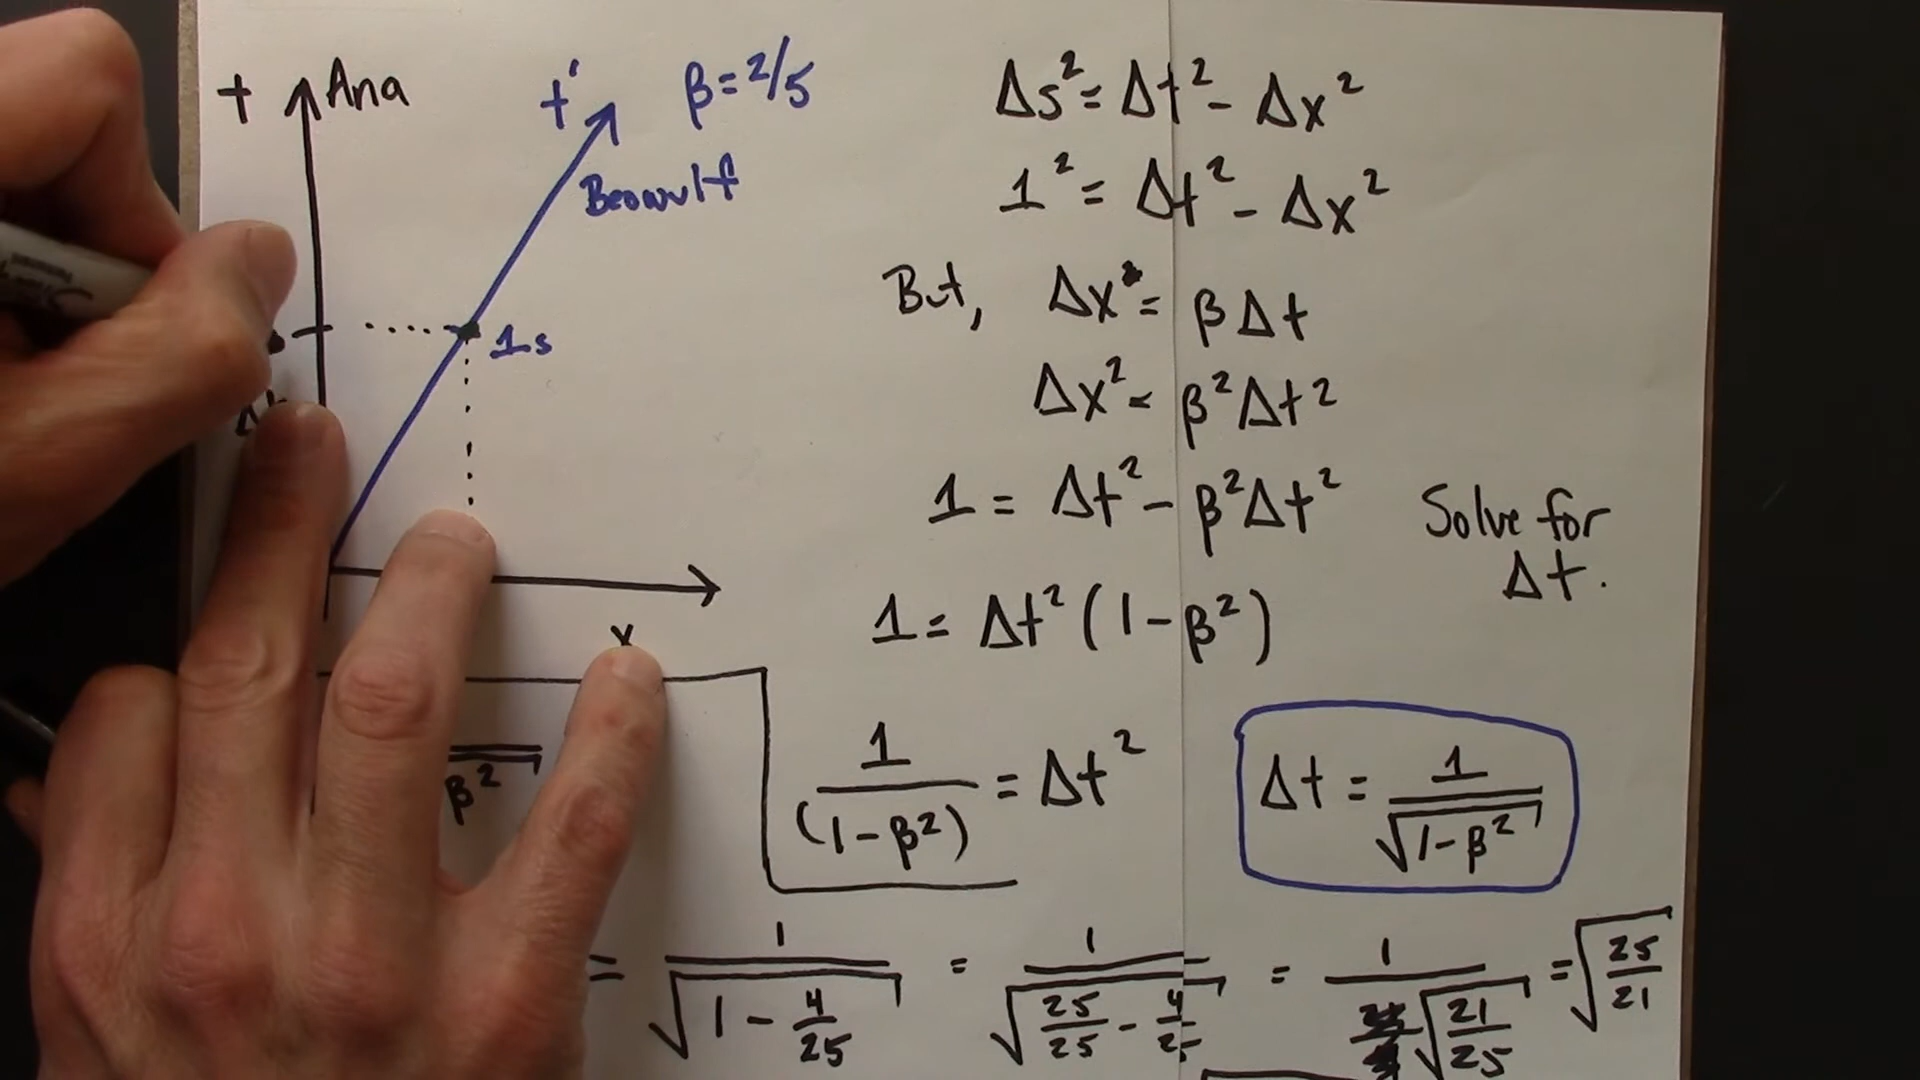 t Ana
t' β = 2/5
Beowulf
1s
x
Δs² = Δt² - Δx²
1² = Δt² - Δx²
But, Δx = βΔt
Δx² = β²Δt²
1 = Δt² - β²Δt²
Solve for
Δt.
1 = Δt² (1 - β²)
β²
1/(1 - β²) = Δt²
Δt = 1/√(1 - β²)
= 1/√(1 - 4/25) = 1/√(25/25 - 4/25) = 1/√(21/25) = √(25/21)